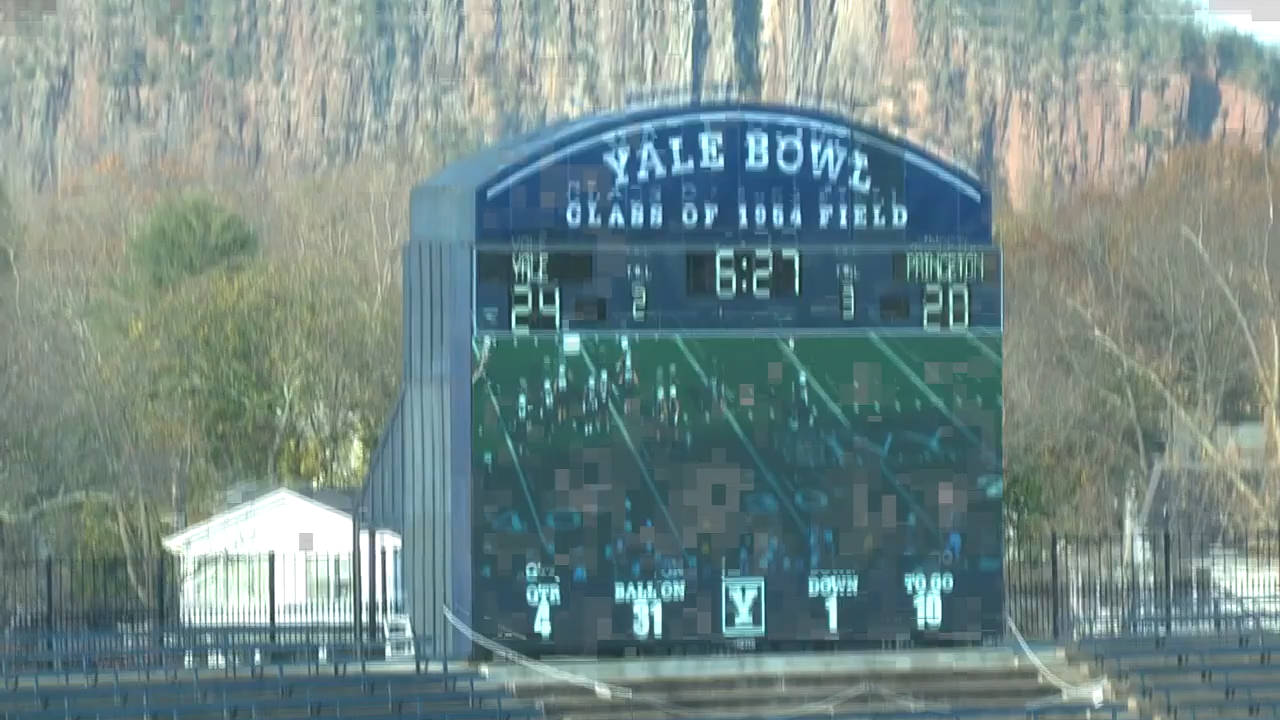 YALE BOWL
CLASS OF 1954 FIELD
YALE 6:27 PRINCETON
24 2 3 20
QTR BALL ON Y DOWN TO GO
4 31 1 10